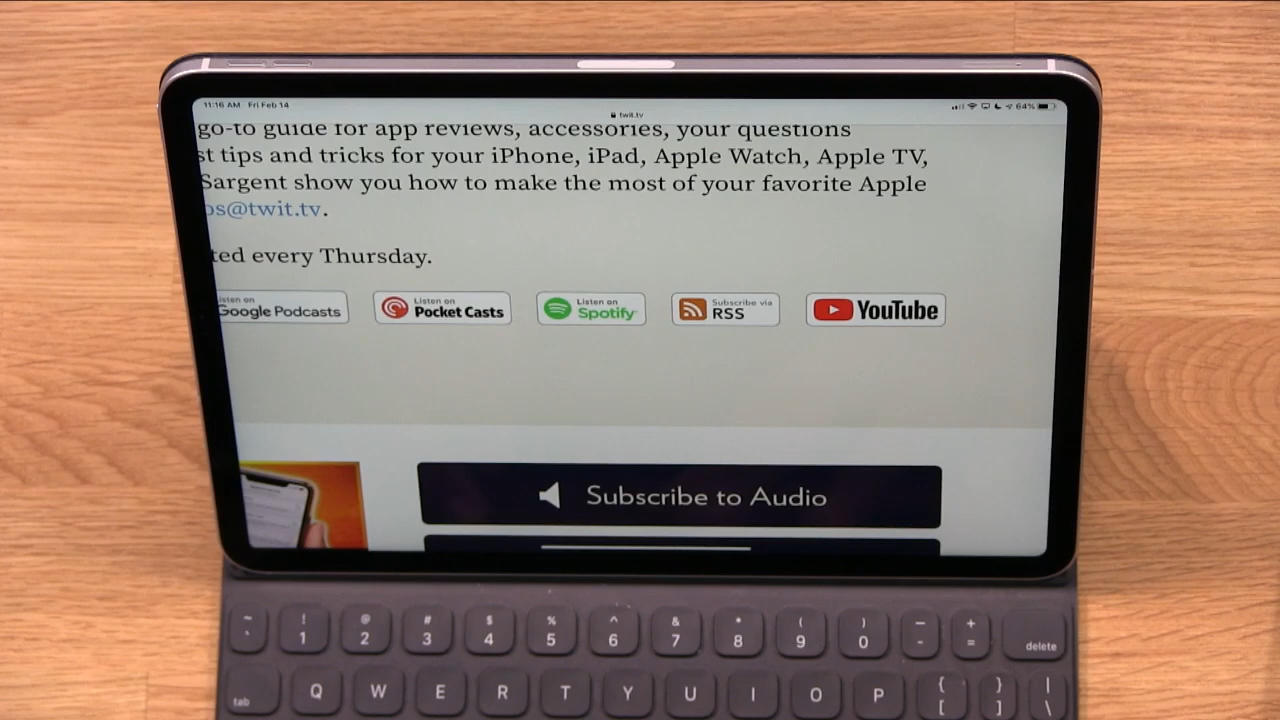 11:16 AM Fri Feb 14
64%
twit.tv
go-to guide for app reviews, accessories, your questions
st tips and tricks for your iPhone, iPad, Apple Watch, Apple TV,
Sargent show you how to make the most of your favorite Apple
os@twit.tv.
ted every Thursday.
Listen on
Google Podcasts
Listen on
Pocket Casts
Listen on
Spotify
Subscribe via
RSS
YouTube
Subscribe to Audio
~ ! @ # $ % ^ & * ( ) _ +
` 1 2 3 4 5 6 7 8 9 0 - = delete
{ } |
tab Q W E R T Y U I O P [ ] \